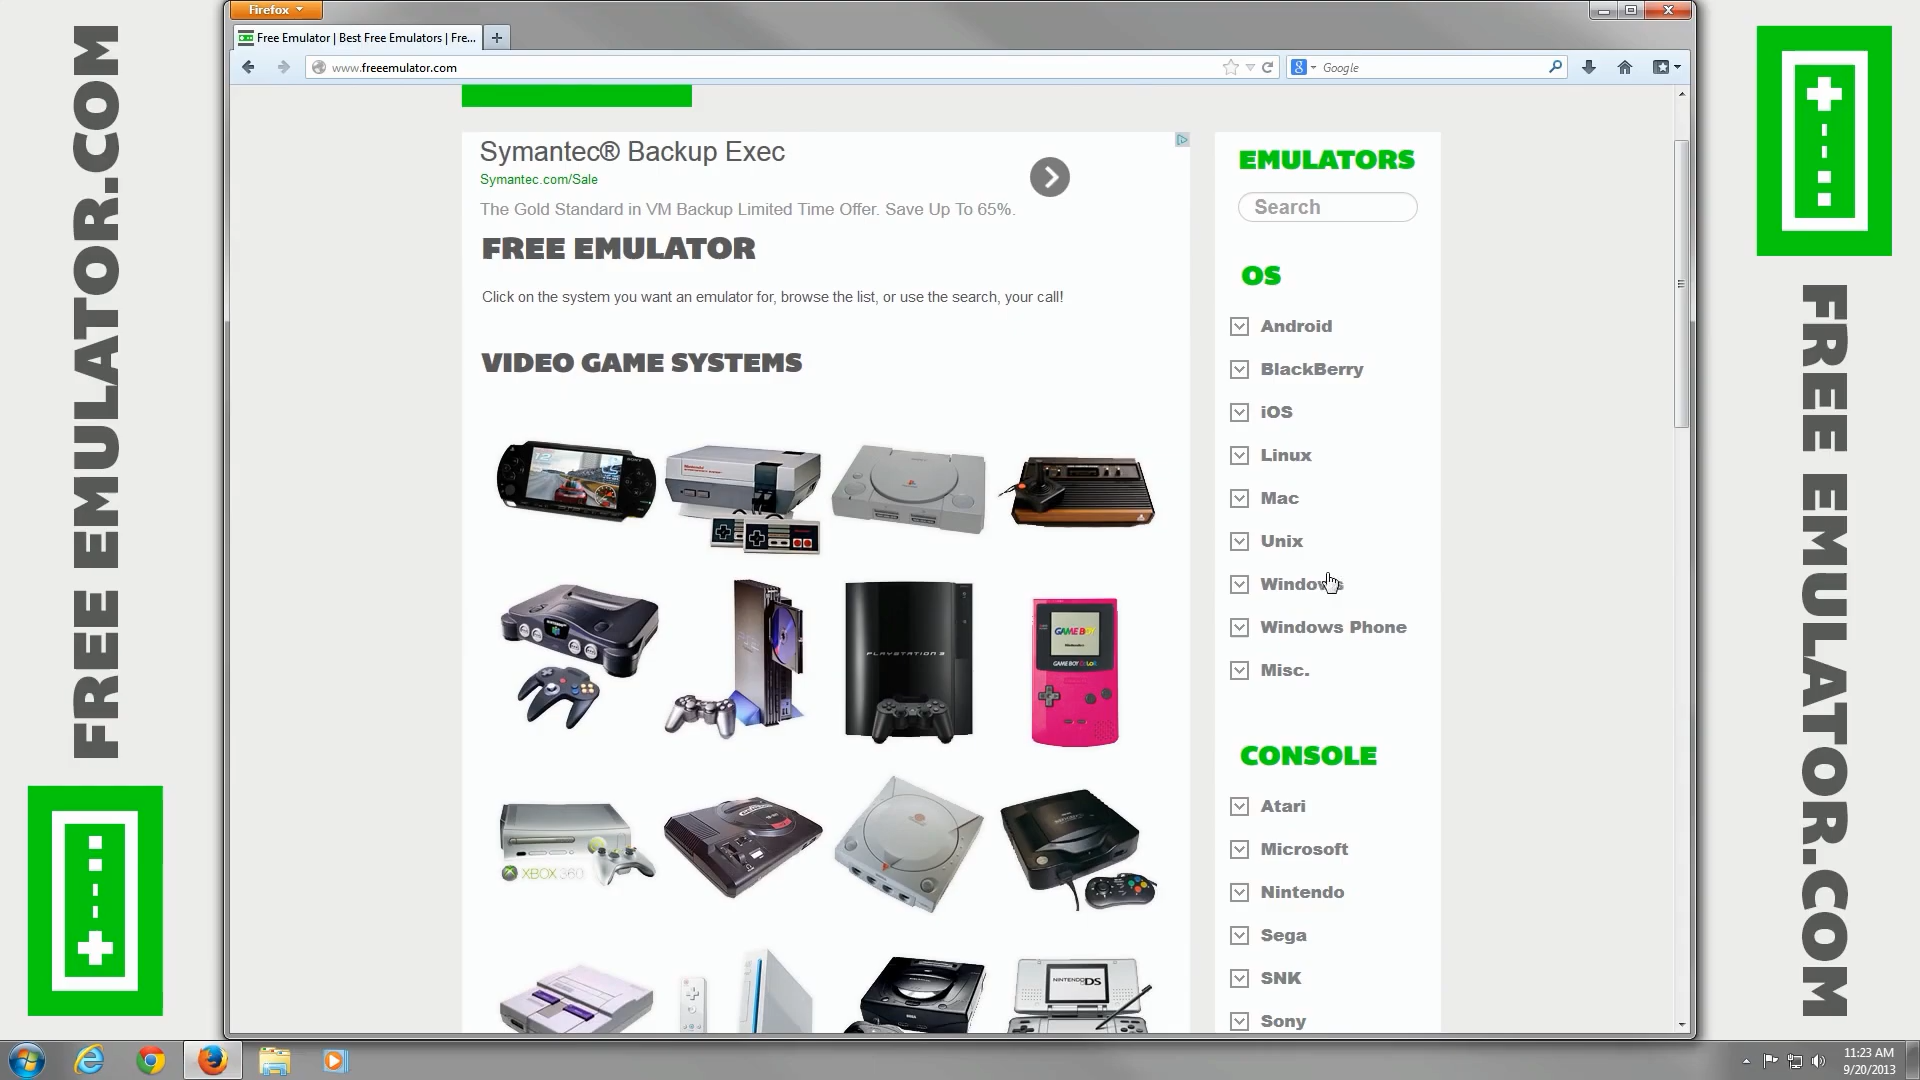 FREE EMULATOR.COM
Firefox
Free Emulator | Best Free Emulators | Fre...
www.freeemulator.com
Google
Symantec® Backup Exec
Symantec.com/Sale
The Gold Standard in VM Backup Limited Time Offer. Save Up To 65%.
FREE EMULATOR
Click on the system you want an emulator for, browse the list, or use the search, your call!
VIDEO GAME SYSTEMS
SONY
Nintendo
PLAYSTATION 3
GAME BOY
GAME BOY COLOR
XBOX 360
NINTENDO DS
EMULATORS
Search
OS
Android
BlackBerry
iOS
Linux
Mac
Unix
Windows
Windows Phone
Misc.
CONSOLE
Atari
Microsoft
Nintendo
Sega
SNK
Sony
FREE EMULATOR.COM
11:23 AM
9/20/2013